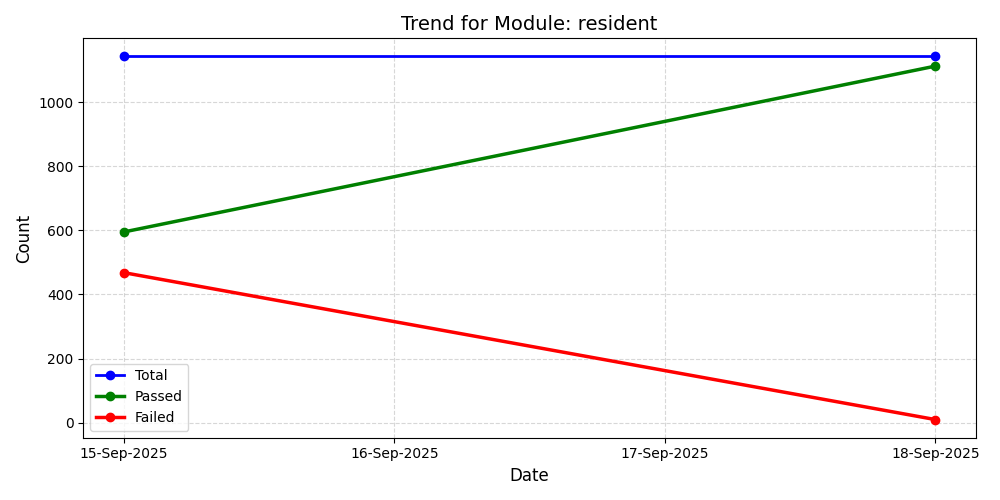 Trend for Module: resident
Count
1000
800
600
400
200
0
Total
Passed
Failed
15-Sep-2025
16-Sep-2025
17-Sep-2025
18-Sep-2025
Date